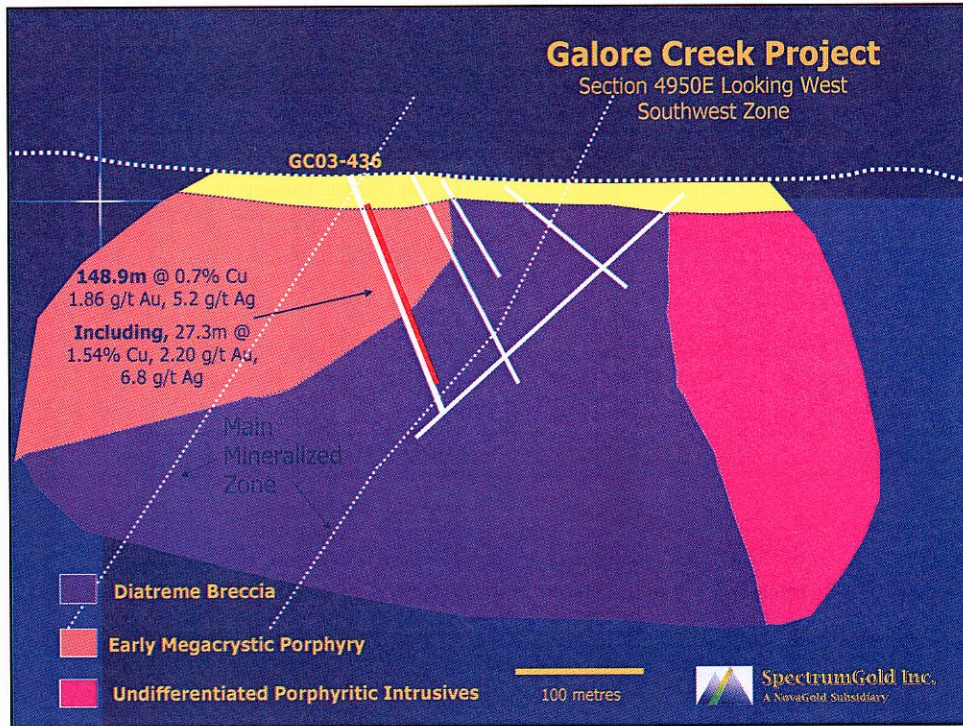 Galore Creek Project
Section 4950E Looking West
Southwest Zone
GC03-436
148.9m @ 0.7% Cu
1.86 g/t Au, 5.2 g/t Ag
Including, 27.3m @
1.54% Cu, 2.20 g/t Au,
6.8 g/t Ag
Main
Mineralized
Zone
Diatreme Breccia
Early Megacrystic Porphyry
Undifferentiated Porphyritic Intrusives
100 metres
SpectrumGold Inc.
A NovaGold Subsidiary